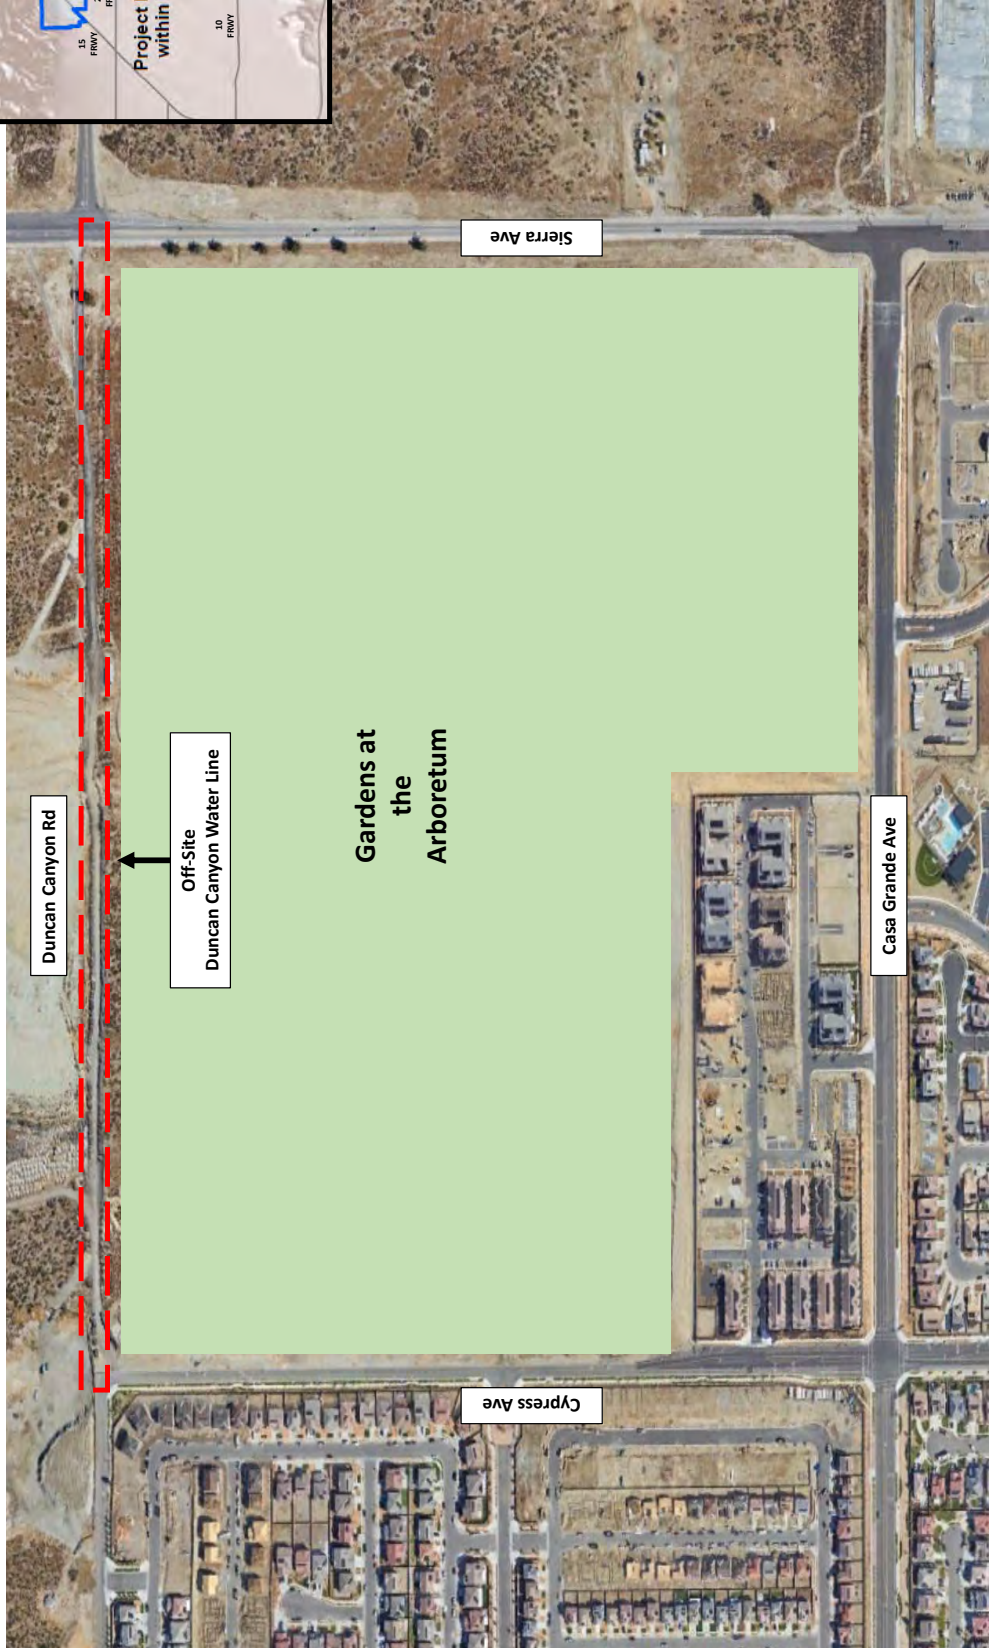 15
FRWY
10
FRWY
Project
within
Sierra Ave
Duncan Canyon Rd
Off-Site
Duncan Canyon Water Line
Gardens at
the
Arboretum
Casa Grande Ave
Cypress Ave